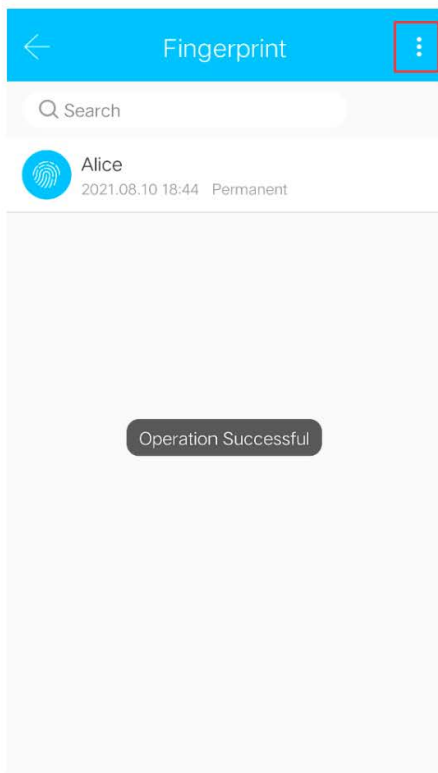 Fingerprint
Search
Alice
2021.08.10 18:44 Permanent
Operation Successful